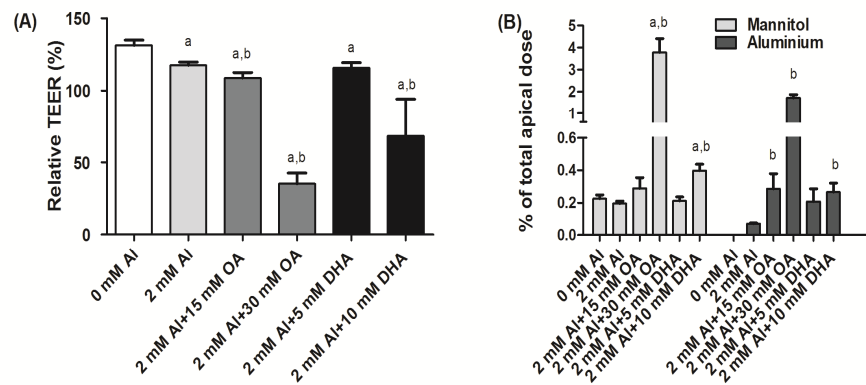 (A)
Relative TEER (%)
150
100
50
0
a
a,b
a,b
a
a,b
0 mM Al
2 mM Al
2 mM Al+15 mM OA
2 mM Al+30 mM OA
2 mM Al+5 mM DHA
2 mM Al+10 mM DHA
(B)
% of total apical dose
5
4
3
2
1
0.6
0.4
0.2
0.0
a,b
a,b
b
b
b
Mannitol
Aluminium
0 mM Al
2 mM Al
2 mM Al+15 mM OA
2 mM Al+30 mM OA
2 mM Al+5 mM DHA
2 mM Al+10 mM DHA
0 mM Al
2 mM Al
2 mM Al+15 mM OA
2 mM Al+30 mM OA
2 mM Al+5 mM DHA
2 mM Al+10 mM DHA